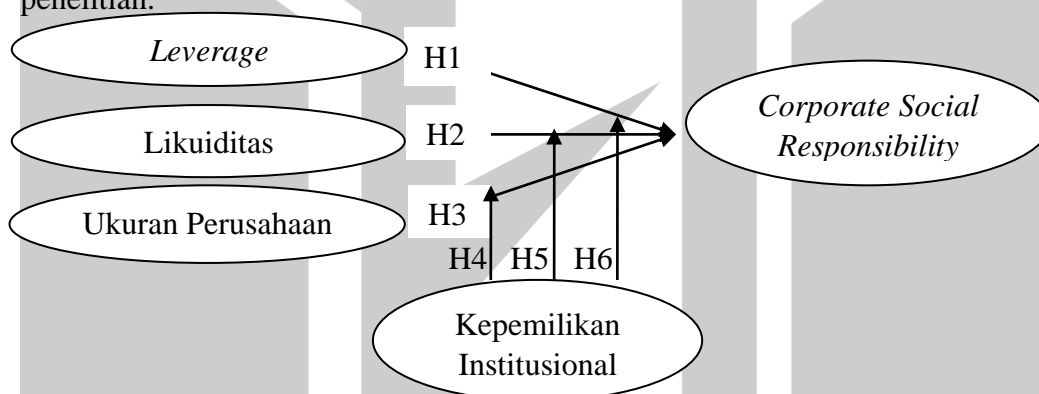 penelitian.
Leverage
H1
Corporate Social
Responsibility
Likuiditas
H2
Ukuran Perusahaan
H3
H4 H5 H6
Kepemilikan
Institusional